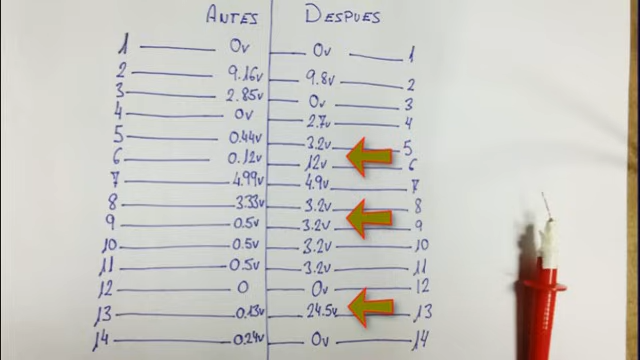 ANTES DESPUES
1 0v 0v 1
2 9.16v 9.8v 2
3 2.85v 0v 3
4 0v 2.7v 4
5 0.44v 3.2v 5
6 0.12v 12v 6
7 4.99v 4.9v 7
8 3.33v 3.2v 8
9 0.5v 3.2v 9
10 0.5v 3.2v 10
11 0.5v 3.2v 11
12 0 0v 12
13 0.13v 24.5v 13
14 0.24v 0v 14